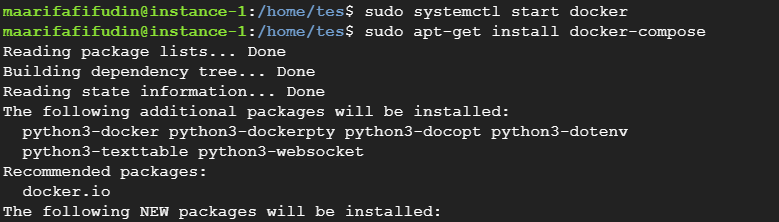 maarifafifudin@instance-1:/home/tes$ sudo systemctl start docker
maarifafifudin@instance-1:/home/tes$ sudo apt-get install docker-compose
Reading package lists... Done
Building dependency tree... Done
Reading state information... Done
The following additional packages will be installed:
  python3-docker python3-dockerpty python3-docopt python3-dotenv
  python3-texttable python3-websocket
Recommended packages:
  docker.io
The following NEW packages will be installed: